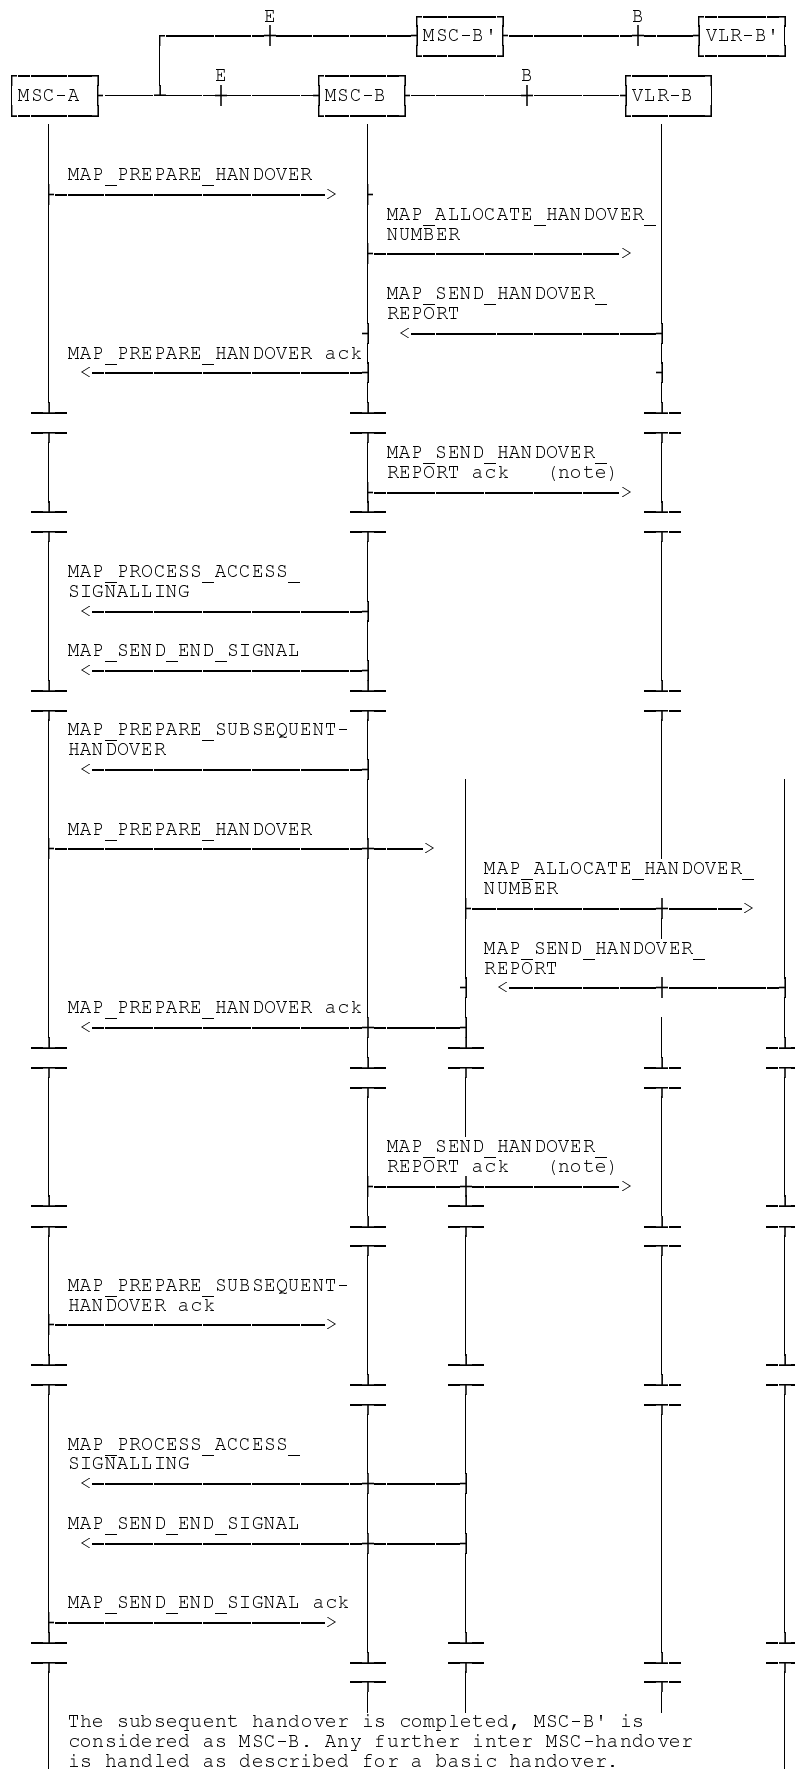 E
B
MSC-B'
VLR-B'
E
B
MSC-A
MSC-B
VLR-B
MAP_PREPARE_HANDOVER
MAP_ALLOCATE_HANDOVER_
NUMBER
MAP_SEND_HANDOVER_
REPORT
MAP_PREPARE_HANDOVER ack
MAP_SEND_HANDOVER_
REPORT ack (note)
MAP_PROCESS_ACCESS_
SIGNALLING
MAP_SEND_END_SIGNAL
MAP_PREPARE_SUBSEQUENT-
HANDOVER
MAP_PREPARE_HANDOVER
MAP_ALLOCATE_HANDOVER_
NUMBER
MAP_SEND_HANDOVER_
REPORT
MAP_PREPARE_HANDOVER ack
MAP_SEND_HANDOVER_
REPORT ack (note)
MAP_PREPARE_SUBSEQUENT-
HANDOVER ack
MAP_PROCESS_ACCESS_
SIGNALLING
MAP_SEND_END_SIGNAL
MAP_SEND_END_SIGNAL ack
The subsequent handover is completed, MSC-B' is
considered as MSC-B. Any further inter MSC-handover
is handled as described for a basic handover.